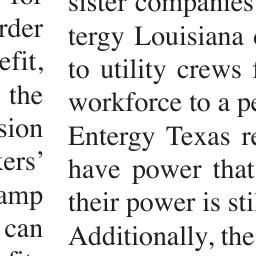 for
rder
efit,
the
sion
kers’
amp
can
sister companies
tergy Louisiana
to utility crews
workforce to a pe
Entergy Texas re
have power that
their power is sti
Additionally, the